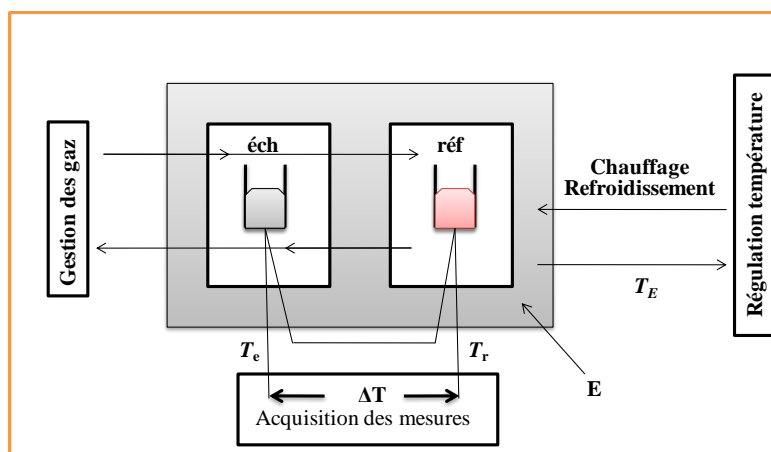 éch
réf
Gestion des gaz
Chauffage
Refroidissement
Régulation température
T_E
T_e
T_r
E
ΔT
Acquisition des mesures